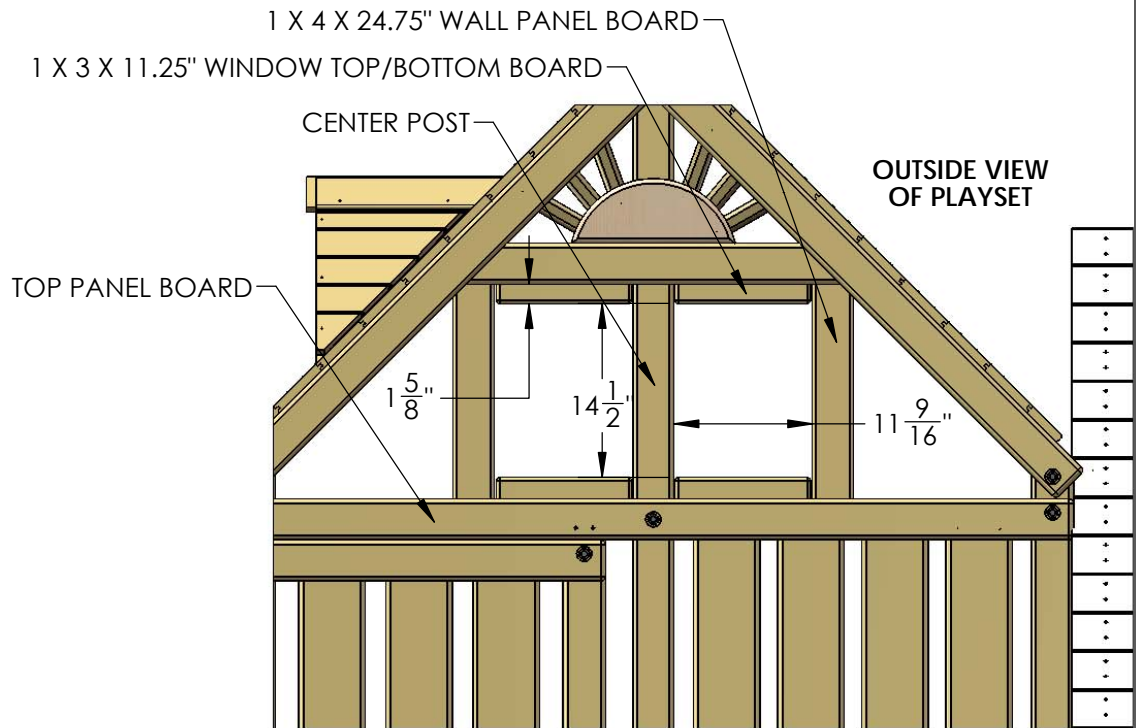 1 X 4 X 24.75" WALL PANEL BOARD
1 X 3 X 11.25" WINDOW TOP/BOTTOM BOARD
CENTER POST
OUTSIDE VIEW
OF PLAYSET
TOP PANEL BOARD
1 5/8"
14 1/2"
11 9/16"